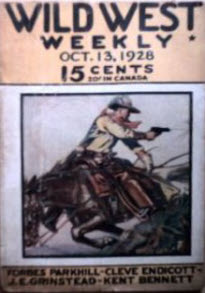 WILD WEST
WEEKLY
OCT. 13, 1928
15 CENTS
20¢ IN CANADA
FORBES PARKHILL - CLEVE ENDICOTT -
J.E. GRINSTEAD - KENT BENNETT